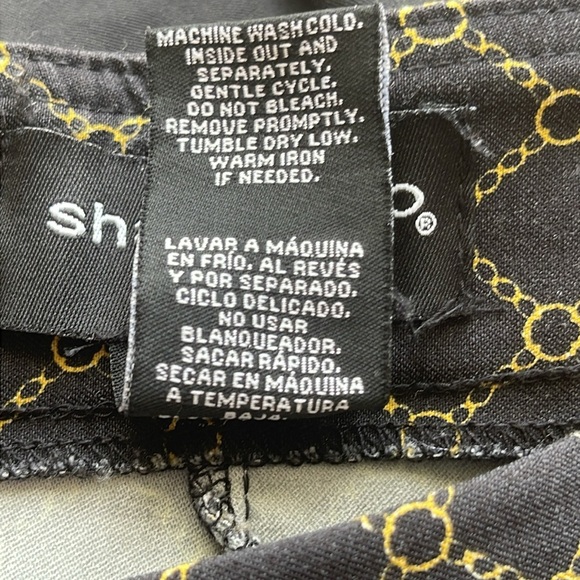 MACHINE WASH COLD.
INSIDE OUT AND
SEPARATELY.
GENTLE CYCLE.
DO NOT BLEACH.
REMOVE PROMPTLY.
TUMBLE DRY LOW.
WARM IRON
IF NEEDED.
sh
o®
LAVAR A MÁQUINA
EN FRÍO. AL REVÉS
Y POR SEPARADO.
CICLO DELICADO.
NO USAR
BLANQUEADOR.
SACAR RÁPIDO.
SECAR EN MÁQUINA
A TEMPERATURA